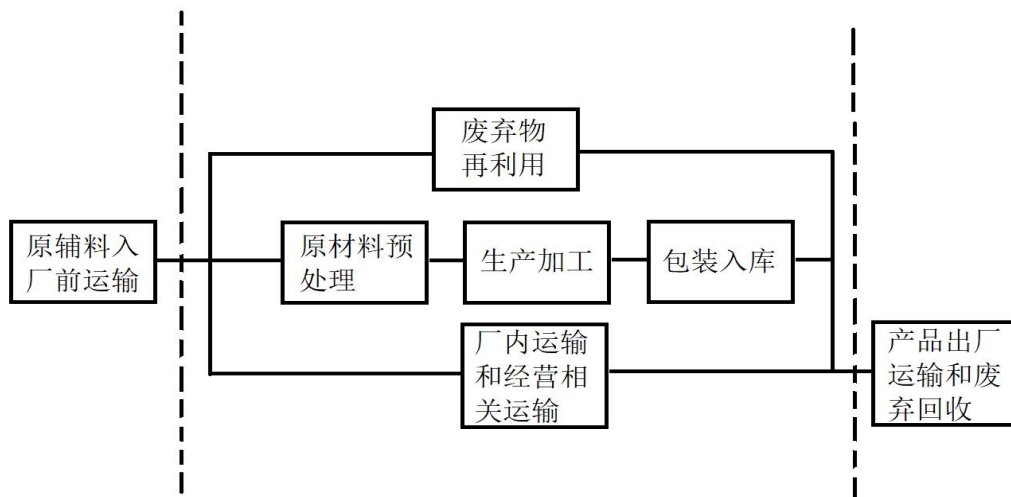 废弃物
再利用
原辅料入
厂前运输
原材料预
处理
生产加工
包装入库
厂内运输
和经营相
关运输
产品出厂
运输和废
弃回收